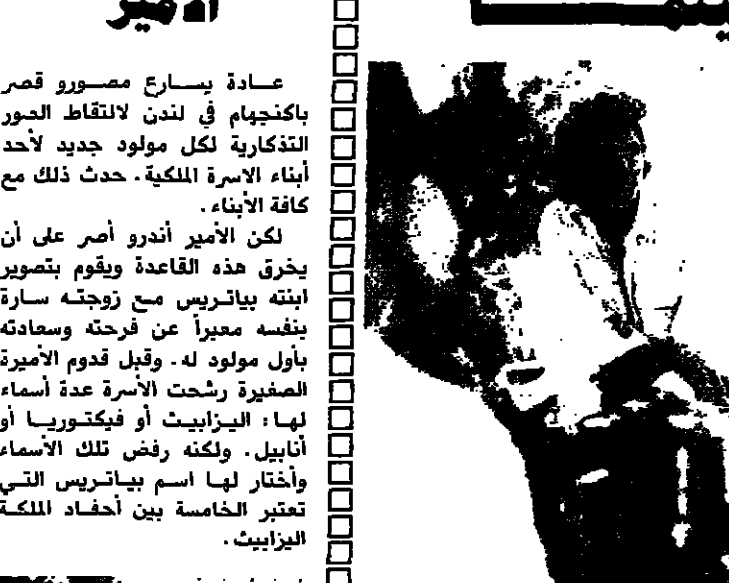 الأمير
عادة يسارع مصورو قصر
باكنجهام في لندن لالتقاط الصور
التذكارية لكل مولود جديد لأحد
أبناء الاسرة الملكية. حدث ذلك مع
كافة الأبناء.
لكن الأمير أندرو أصر على أن
يخرق هذه القاعدة ويقوم بتصوير
ابنته بياتريس مع زوجته سارة
بنفسه معبراً عن فرحته وسعادته
بأول مولود له. وقبل قدوم الأميرة
الصغيرة رشحت الأسرة عدة أسماء
لها: اليزابيث أو فيكتوريا أو
أنابيل. ولكنه رفض تلك الأسماء
وأختار لها اسم بياتريس التي
تعتبر الخامسة بين أحفاد الملكة
اليزابيث.